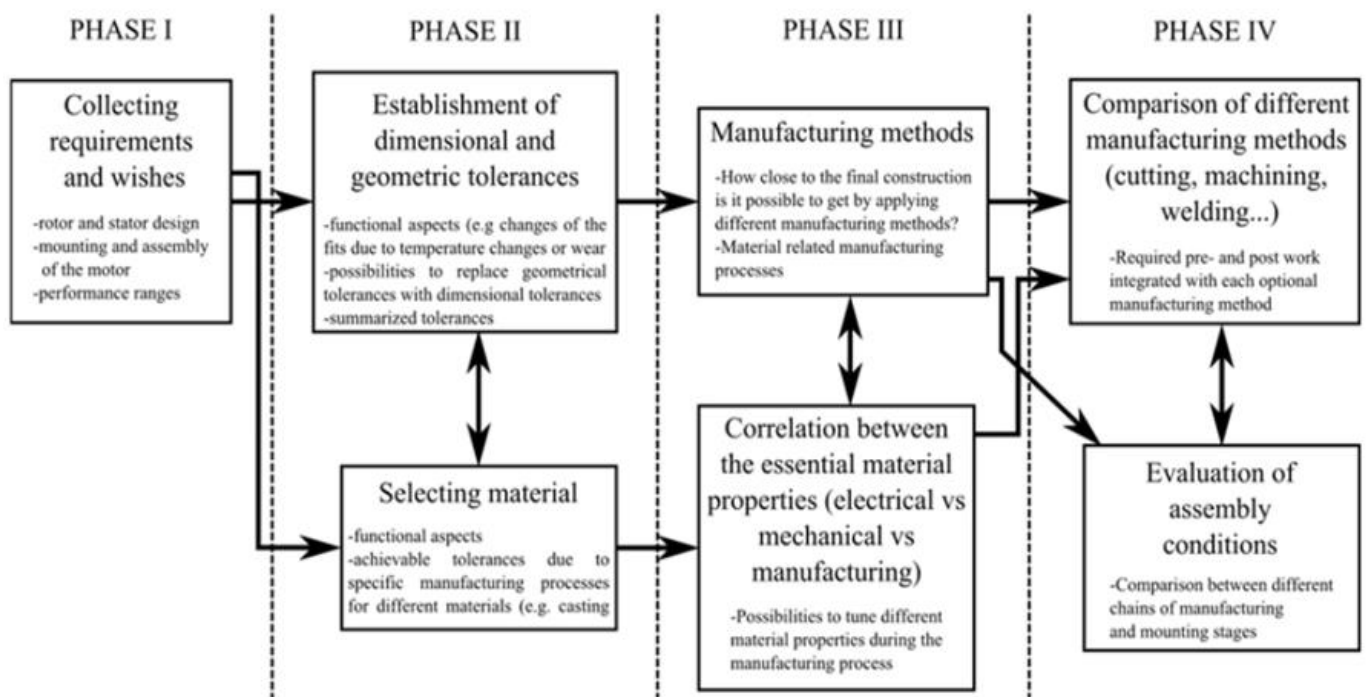 PHASE I
PHASE II
PHASE III
PHASE IV
Collecting
requirements
and wishes
-rotor and stator design
-mounting and assembly
of the motor
-performance ranges
Establishment of
dimensional and
geometric tolerances
-functional aspects (e.g changes of the
fits due to temperature changes or wear
-possibilities to replace geometrical
tolerances with dimensional tolerances
-summarized tolerances
Selecting material
-functional aspects
-achievable tolerances due to
specific manufacturing processes
for different materials (e.g. casting
Manufacturing methods
-How close to the final construction
is it possible to get by applying
different manufacturing methods?
-Material related manufacturing
processes
Correlation between
the essential material
properties (electrical vs
mechanical vs
manufacturing)
-Possibilities to tune different
material properties during the
manufacturing process
Comparison of different
manufacturing methods
(cutting, machining,
welding...)
-Required pre- and post work
integrated with each optional
manufacturing method
Evaluation of
assembly
conditions
-Comparison between different
chains of manufacturing
and mounting stages